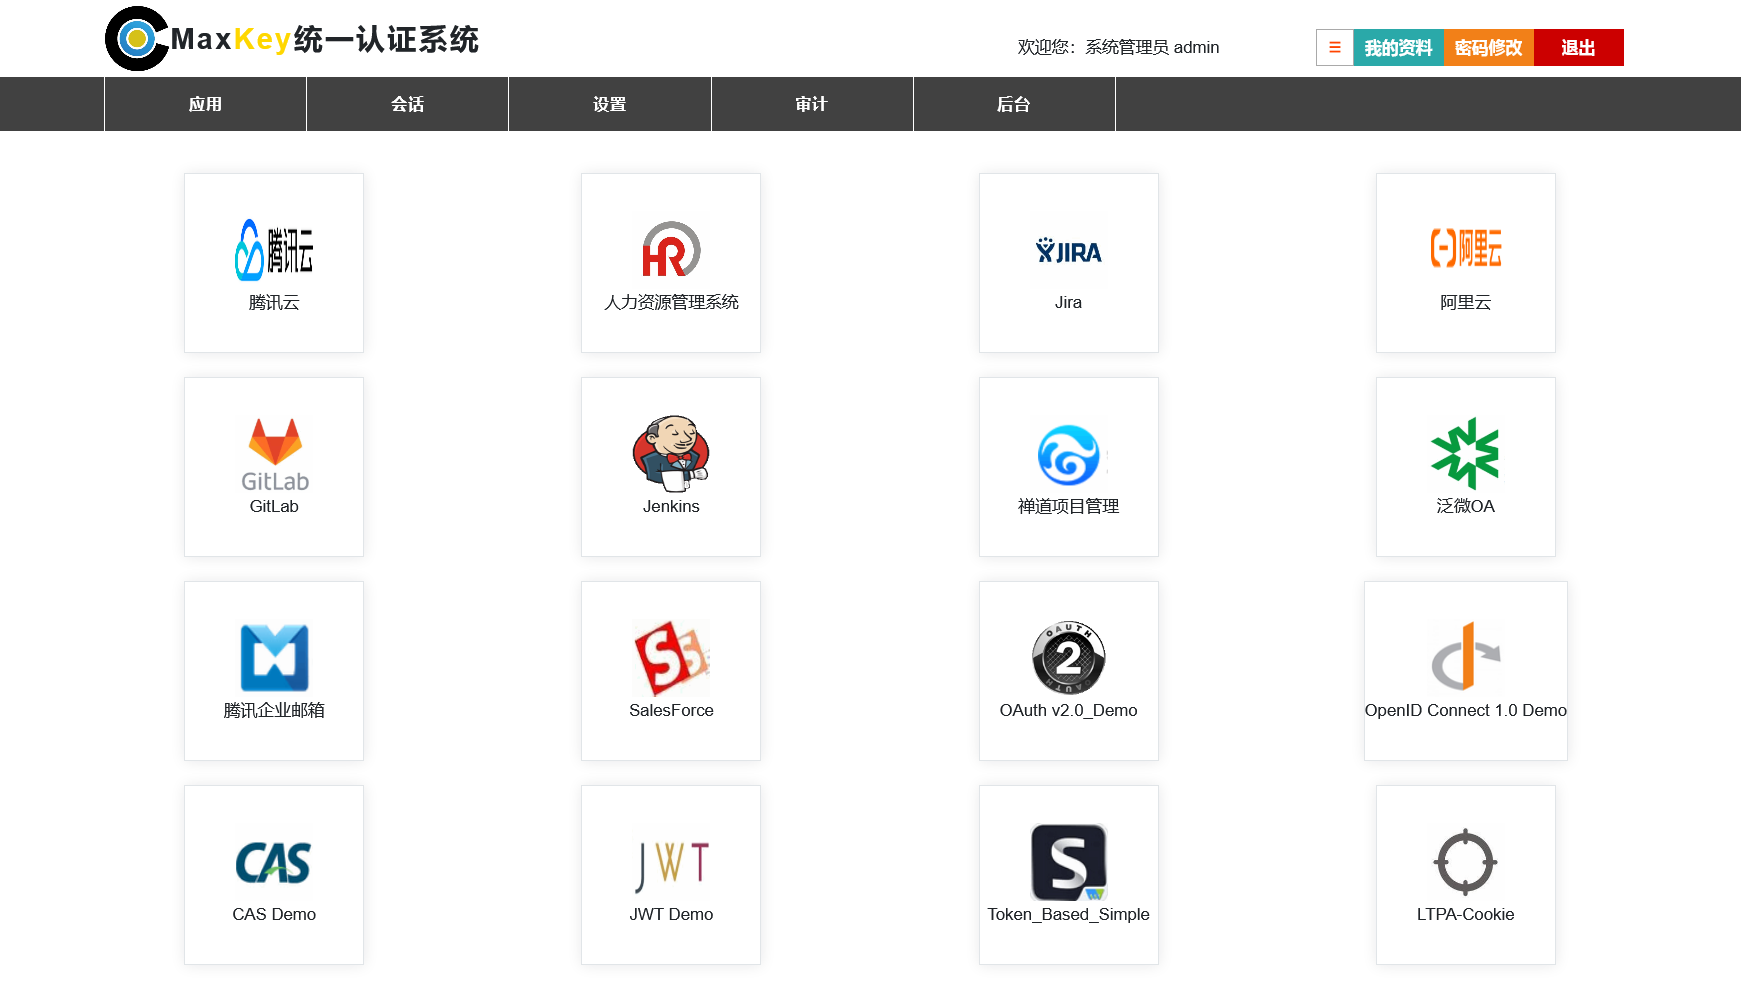 MaxKey统一认证系统
欢迎您：系统管理员 admin
我的资料
密码修改
退出
应用
会话
设置
审计
后台
腾讯云
HR
JIRA
阿里云
腾讯云
人力资源管理系统
Jira
阿里云
GitLab
GitLab
Jenkins
禅道项目管理
泛微OA
S
S
OAUTH
2
OAUTH
腾讯企业邮箱
SalesForce
OAuth v2.0_Demo
OpenID Connect 1.0 Demo
CAS
JWT
S
CAS Demo
JWT Demo
Token_Based_Simple
LTPA-Cookie